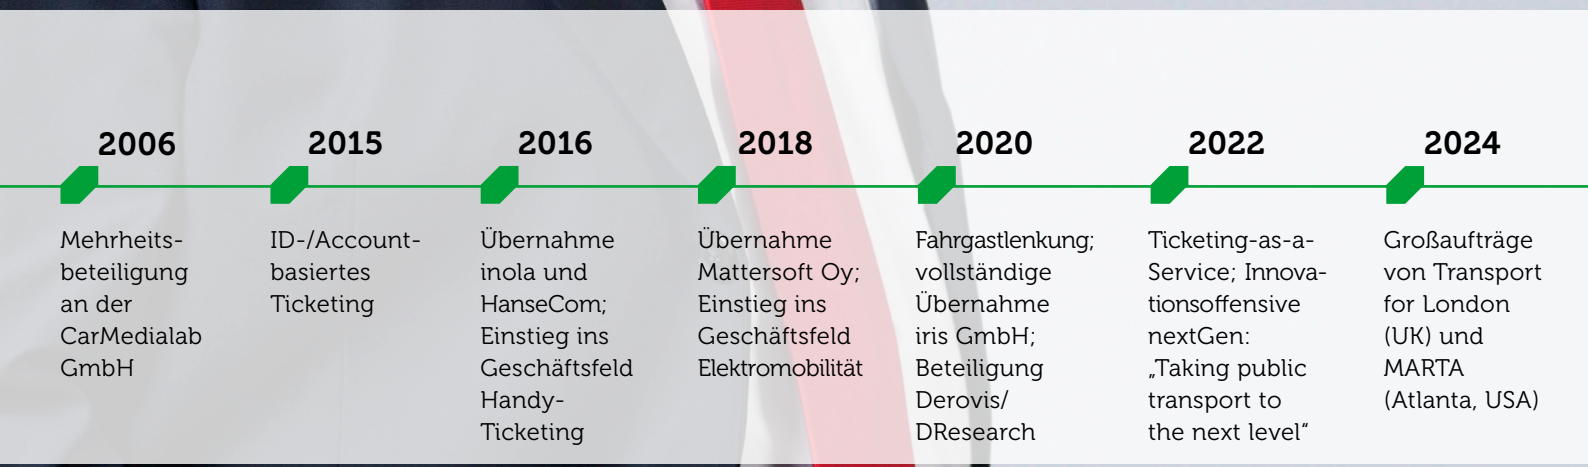 2006
Mehrheits-
beteiligung
an der
CarMedialab
GmbH
2015
ID-/Account-
basiertes
Ticketing
2016
Übernahme
inola und
HanseCom;
Einstieg ins
Geschäftsfeld
Handy-
Ticketing
2018
Übernahme
Mattersoft Oy;
Einstieg ins
Geschäftsfeld
Elektromobilität
2020
Fahrgastlenkung;
vollständige
Übernahme
iris GmbH;
Beteiligung
Derovis/
DResearch
2022
Ticketing-as-a-
Service; Innova-
tionsoffensive
nextGen:
„Taking public
transport to
the next level“
2024
Großaufträge
von Transport
for London
(UK) und
MARTA
(Atlanta, USA)